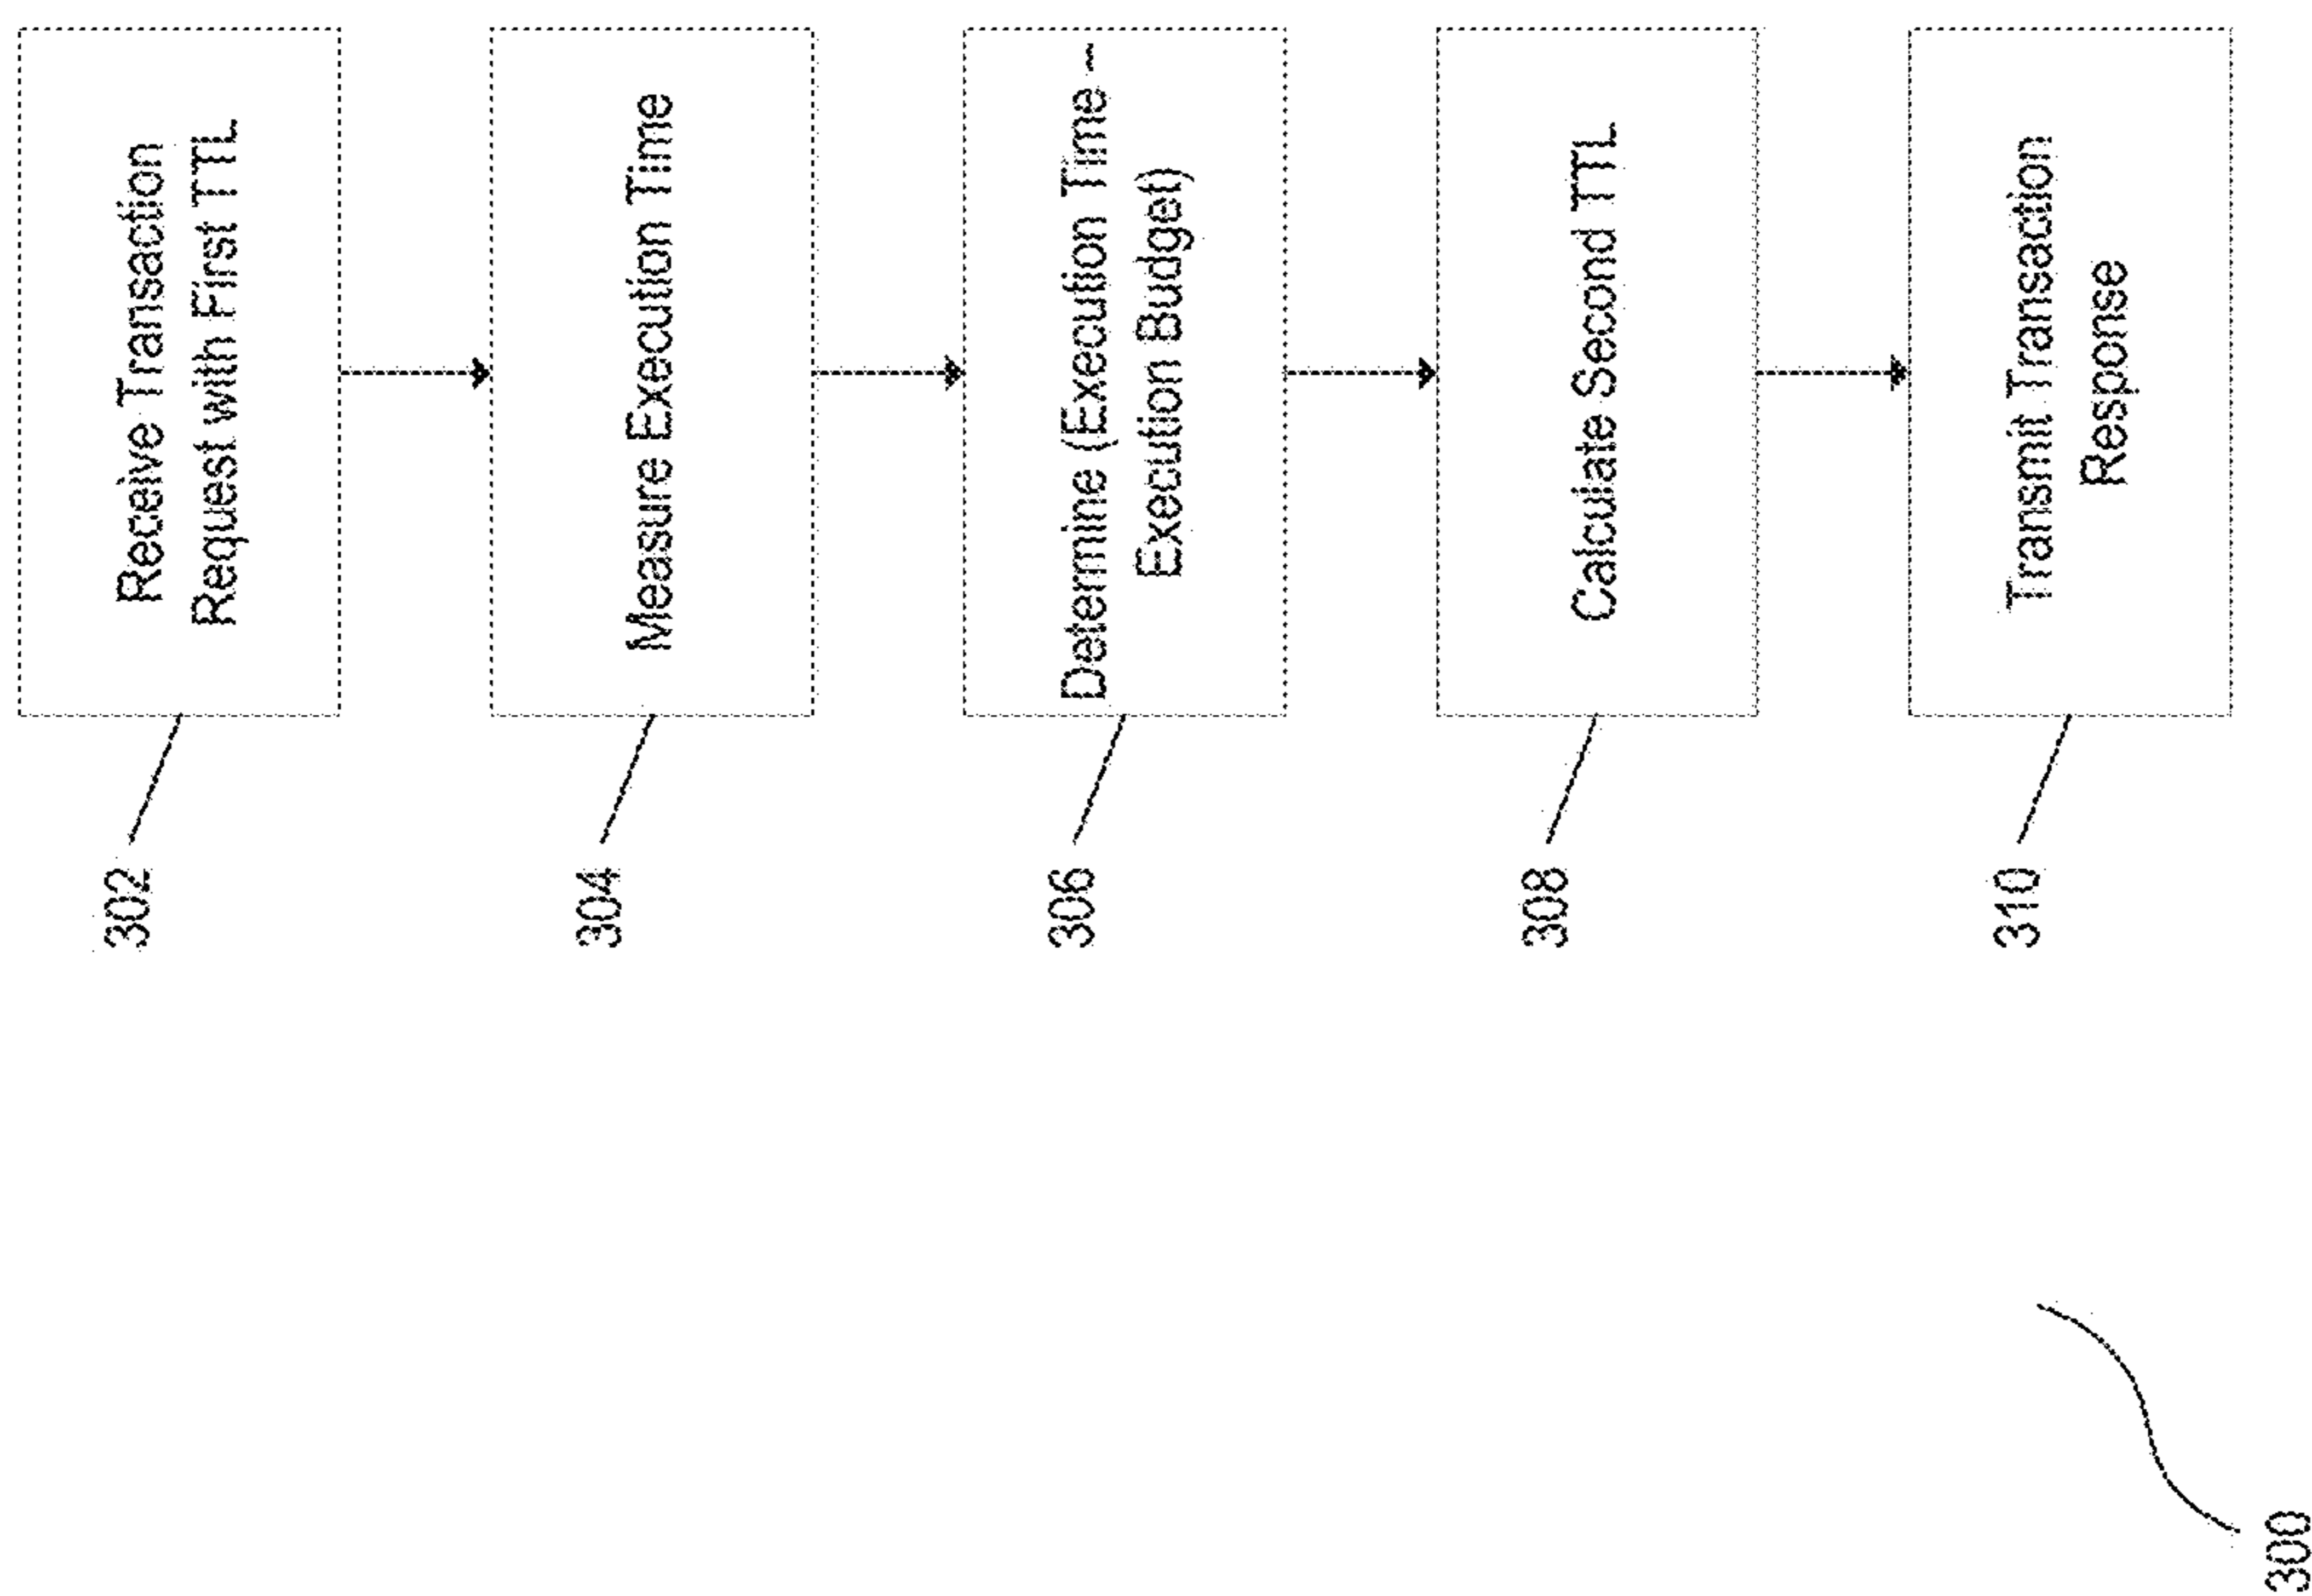 302
Receive Transaction
Request with First TTL
304
Measure Execution Time
306
Determine (Execution Time –
Execution Budget)
308
Calculate Second TTL
310
Transmit Transaction
Response
300